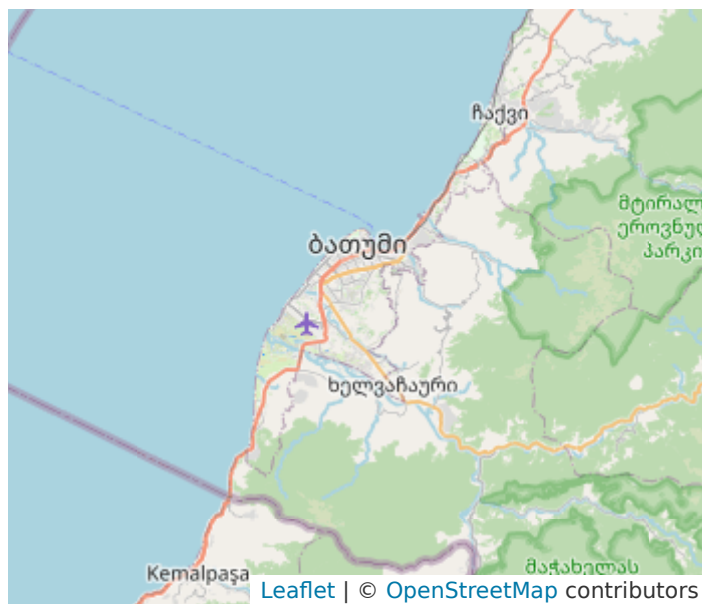 ჩაქვი
მტირალ
ეროვნულ
პარკი
ბათუმი
ხელვაჩაური
მაჭახელას
Kemalpaşa
Leaflet | © OpenStreetMap contributors